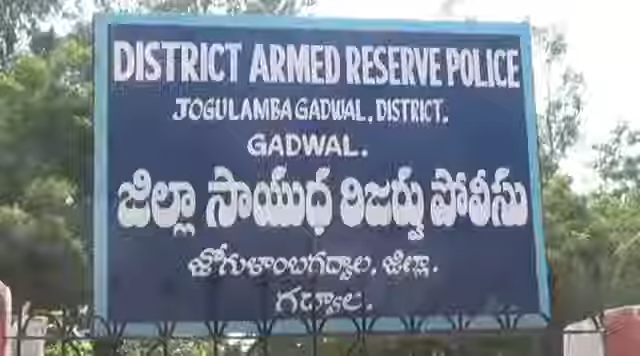 DISTRICT ARMED RESERVE POLICE
JOGULAMBA GADWAL, DISTRICT.
GADWAL.
జిల్లా సాయుధ రిజర్వు పోలీసు
జోగుళాంబగద్వాల, జిల్లా.
గద్వాల.